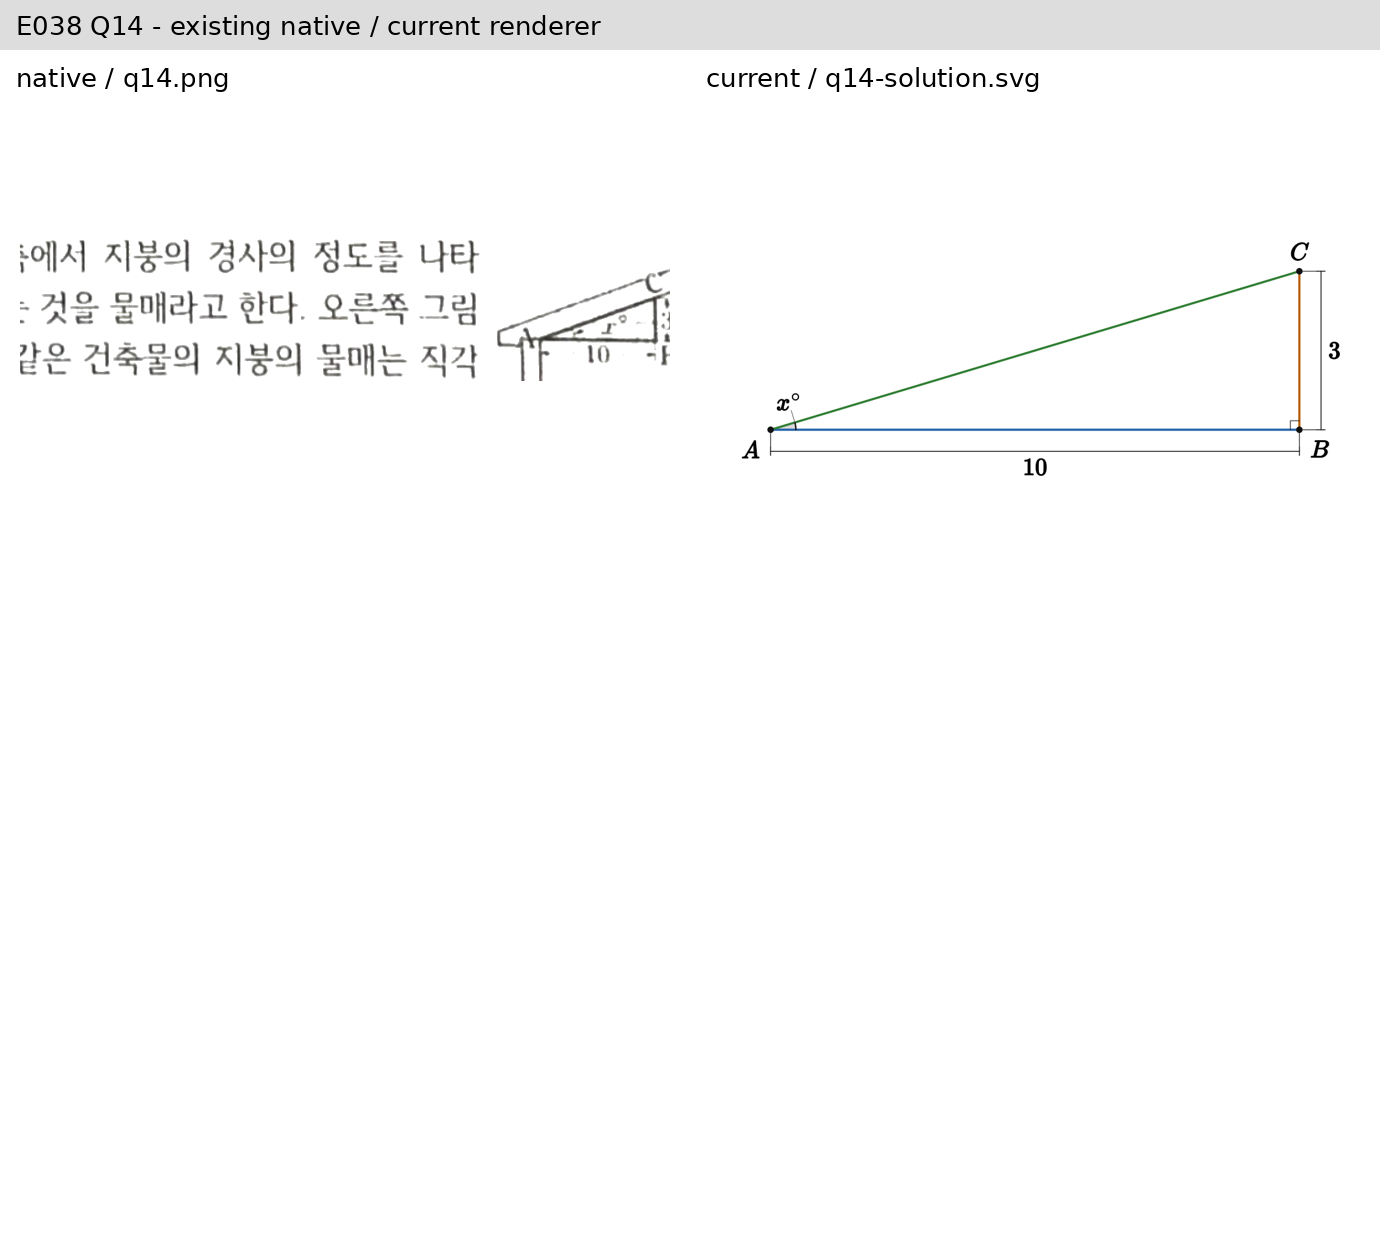 E038 Q14 - existing native / current renderer
native / q14.png
current / q14-solution.svg
에서 지붕의 경사의 정도를 나타
것을 물매라고 한다. 오른쪽 그림
같은 건축물의 지붕의 물매는 직각
C
x°
3
10
C
3
x°
A
B
10